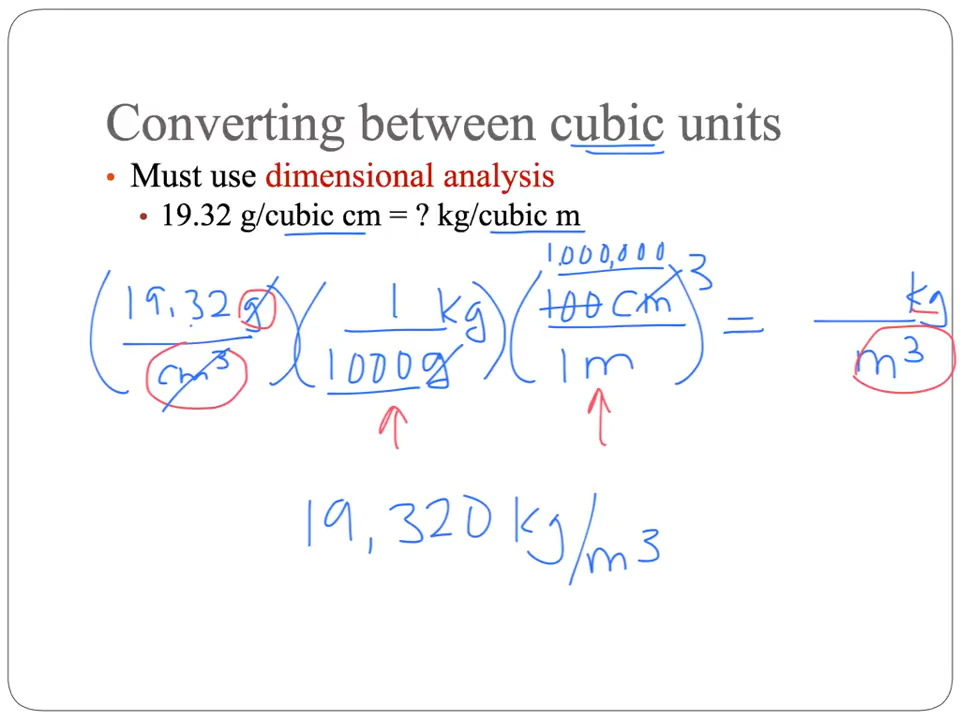 Converting between cubic units
• Must use dimensional analysis
• 19.32 g/cubic cm = ? kg/cubic m
1,000,000
(19.32 g / cm³)(1 kg / 1000 g)(100 cm / 1 m)³ = kg / m³
19,320 kg/m³